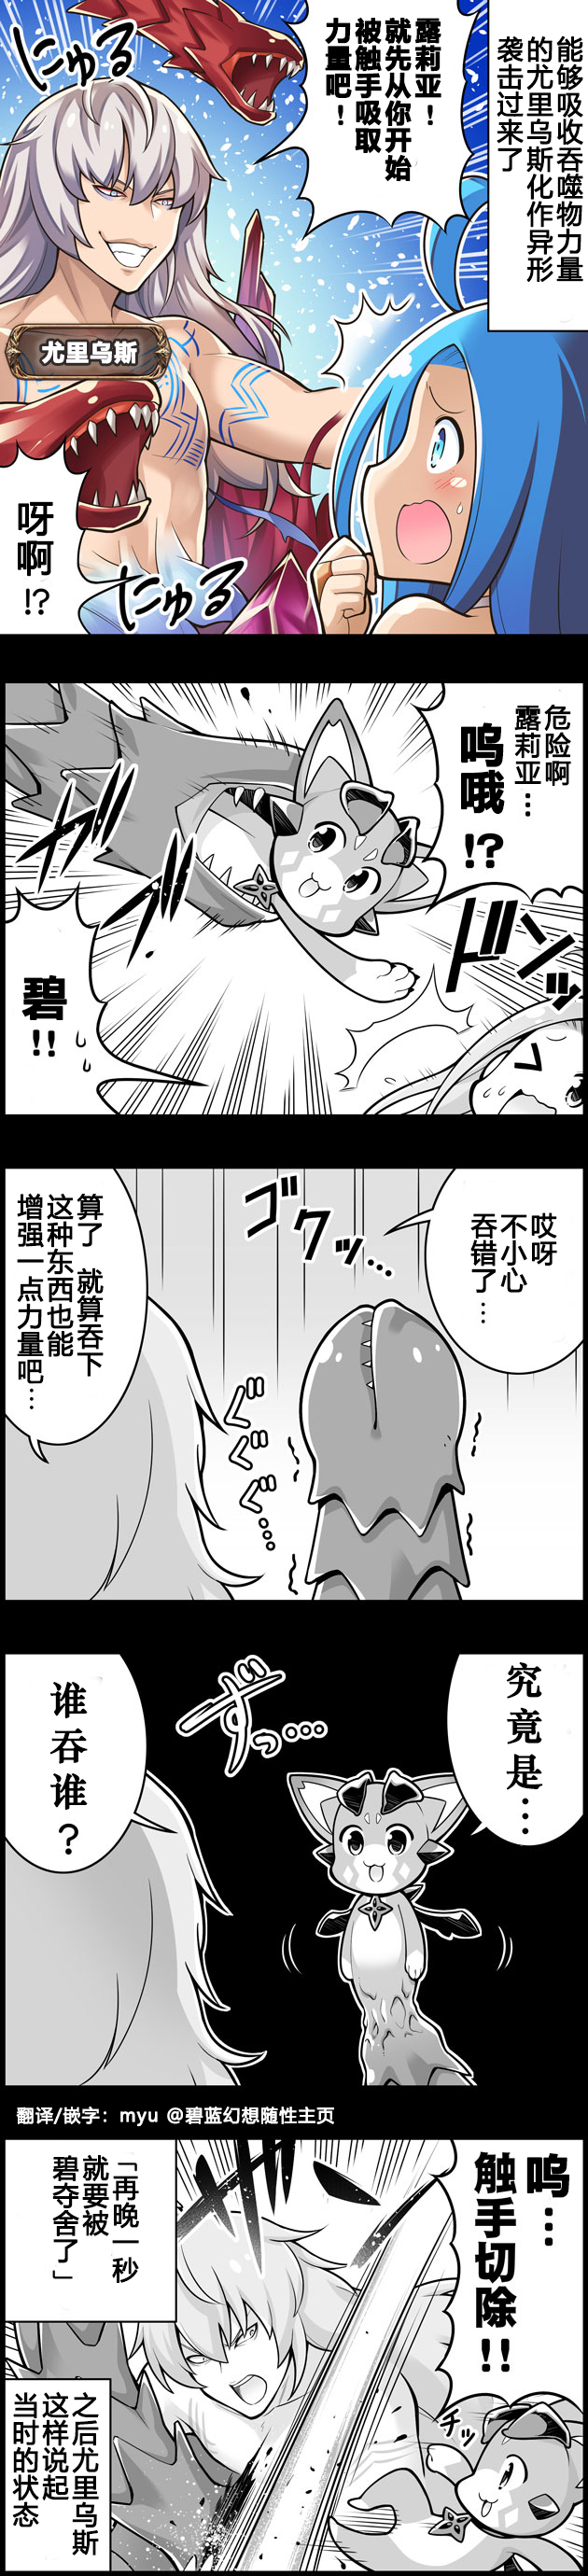 能够吸收吞噬物力量
的尤里乌斯化作异形
袭击过来了
露莉亚！
就先从你开始
被触手吸取
力量吧！
にゅる
尤里乌斯
呀啊
!?
にゅる
危险啊
露莉亚…
呜哦
!?
ドンッ
ガブッ
碧
!!
哎呀
不小心
吞错了…
ゴクッ…
算了 就算吞下
这种东西也能
增强一点力量吧…
ぐぐぐ…
究竟是…
ずっ…
谁吞谁？
翻译/嵌字：myu @碧蓝幻想随性主页
呜…
触手切除!!
「再晚一秒
就要被
碧夺舍了」
チッ
之后尤里乌斯
这样说起
当时的状态